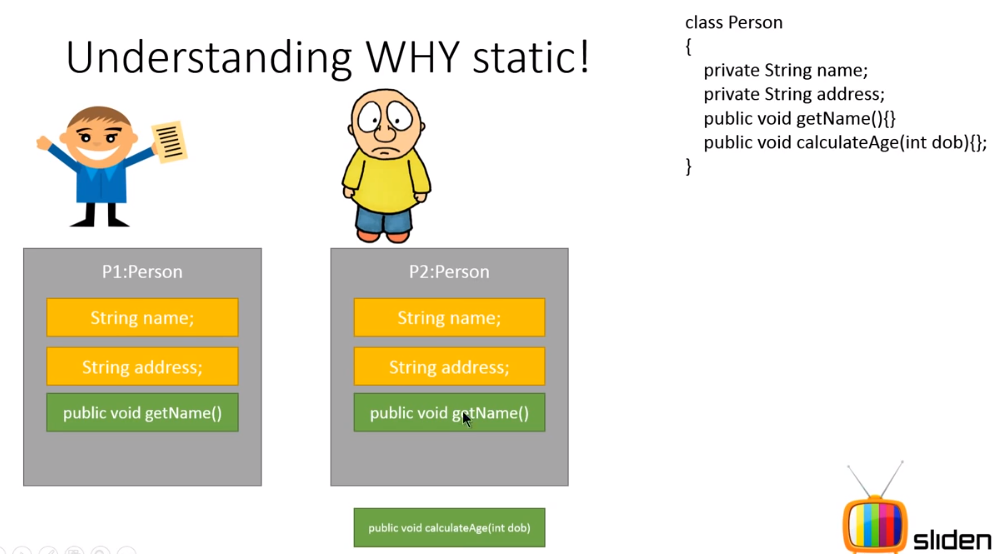 Understanding WHY static!
class Person
{
private String name;
private String address;
public void getName(){}
public void calculateAge(int dob){};
}
P1:Person
String name;
String address;
public void getName()
P2:Person
String name;
String address;
public void getName()
public void calculateAge(int dob)
sliden